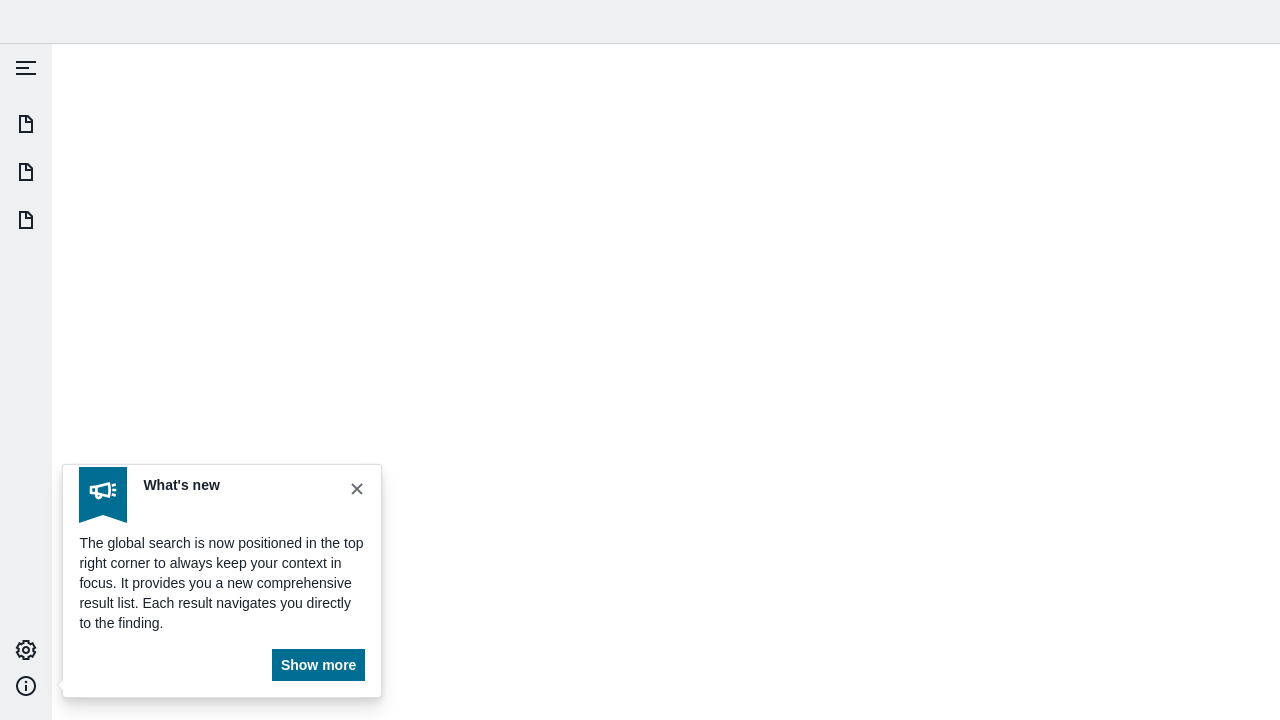 What's new
The global search is now positioned in the top
right corner to always keep your context in
focus. It provides you a new comprehensive
result list. Each result navigates you directly
to the finding.
Show more